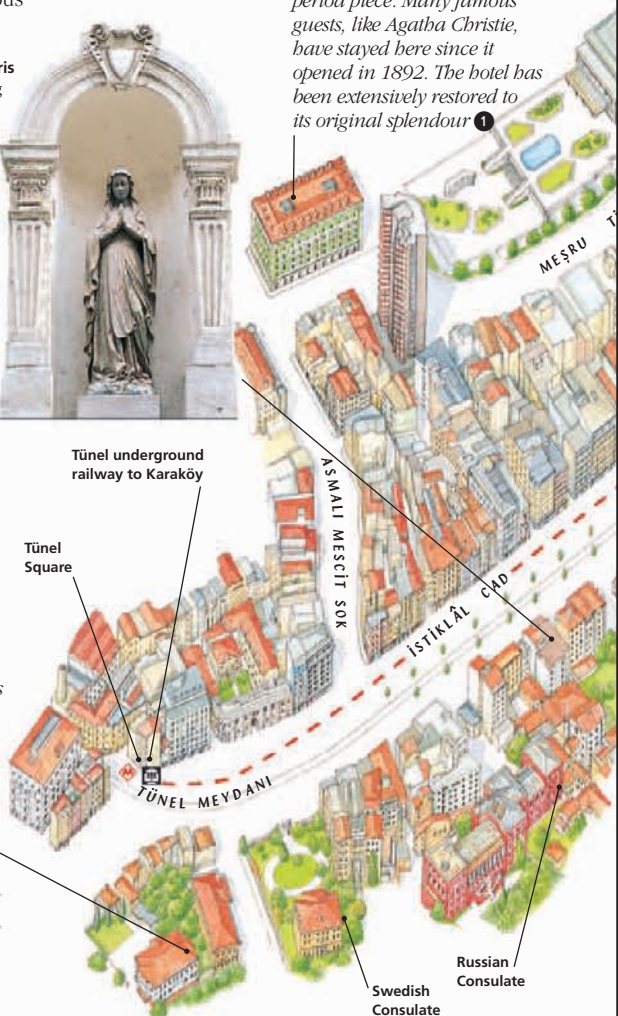 period piece. Many famous
guests, like Agatha Christie,
have stayed here since it
opened in 1892. The hotel has
been extensively restored to
its original splendour 1
MEŞRU
Tünel underground
railway to Karaköy
Tünel
Square
ASMALI MESCIT SOK
İSTİKLÂL CAD
TÜNEL MEYDANI
Swedish
Consulate
Russian
Consulate